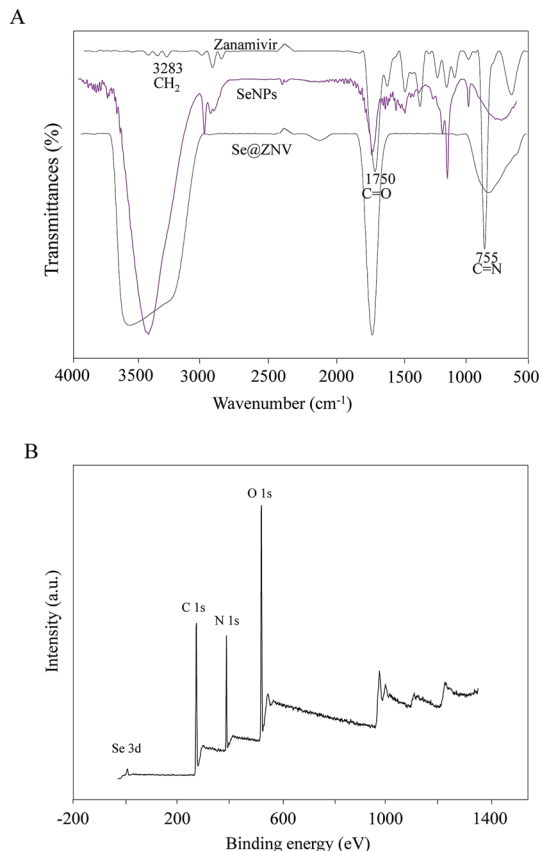 A
Zanamivir
3283
CH2
SeNPs
Se@ZNV
1750
C=O
755
C=N
Transmittances (%)
4000 3500 3000 2500 2000 1500 1000 500
Wavenumber (cm-1)
B
O 1s
C 1s
N 1s
Se 3d
Intensity (a.u.)
-200 200 600 1000 1400
Binding energy (eV)